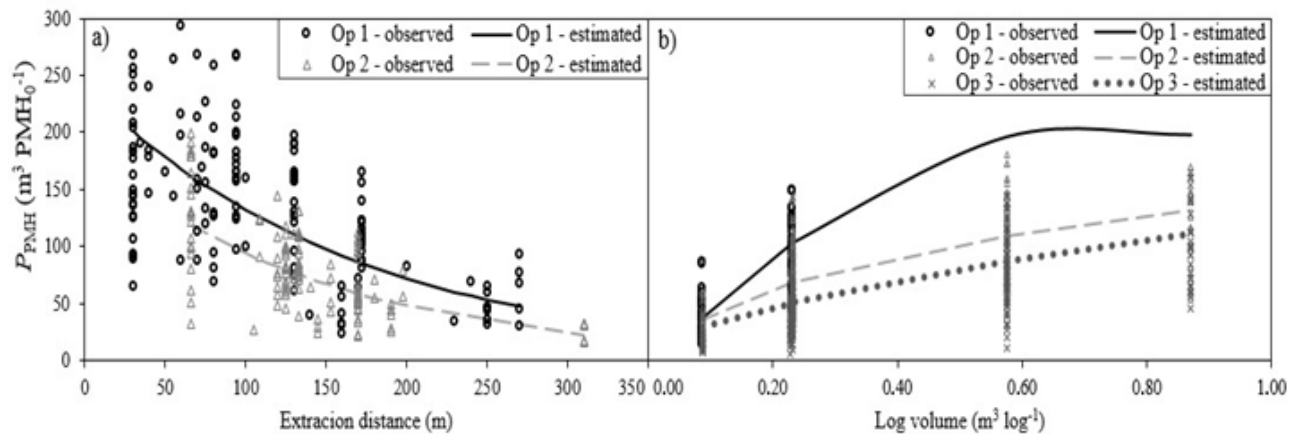 a)
Op 1 - observed
Op 1 - estimated
Op 2 - observed
Op 2 - estimated
b)
Op 1 - observed
Op 1 - estimated
Op 2 - observed
Op 2 - estimated
Op 3 - observed
Op 3 - estimated
P_PMH (m³ PMH₀⁻¹)
300
250
200
150
100
50
0
0 50 100 150 200 250 300 350
0.00 0.20 0.40 0.60 0.80 1.00
Extracion distance (m)
Log volume (m³ log⁻¹)